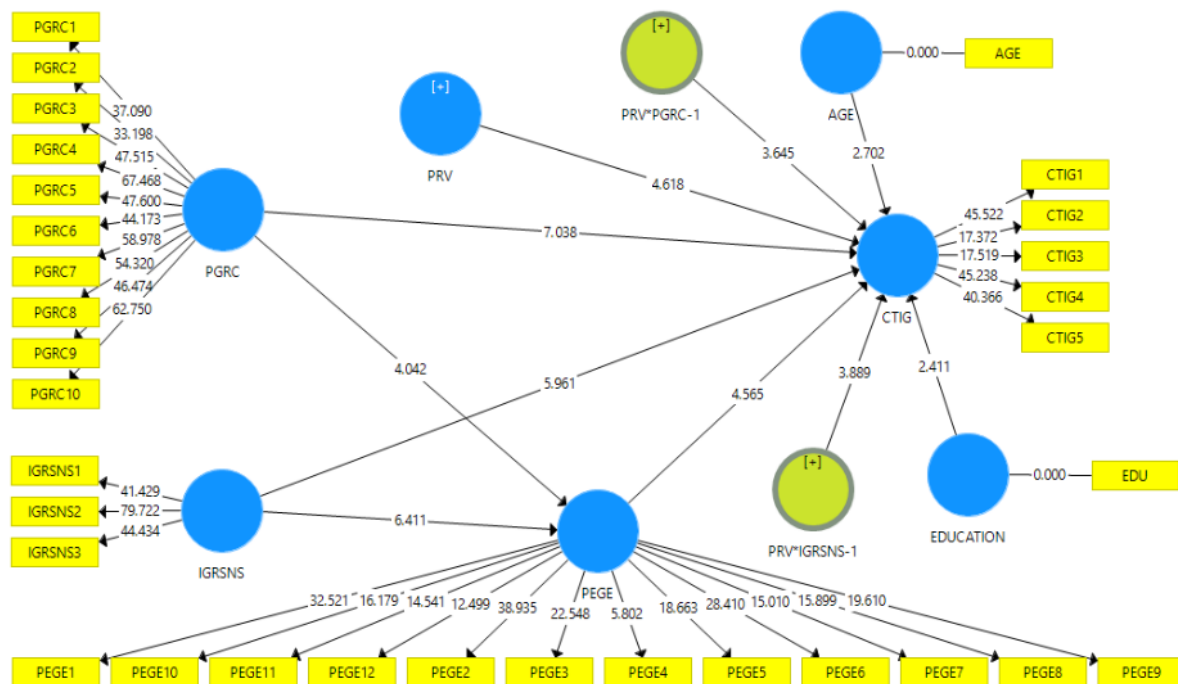 PGRC1
PGRC2
PGRC3
PGRC4
PGRC5
PGRC6
PGRC7
PGRC8
PGRC9
PGRC10
37.090
33.198
47.515
67.468
47.600
44.173
58.978
54.320
46.474
62.750
PGRC
[+]
PRV
[+]
PRV*PGRC-1
AGE
0.000
AGE
3.645
2.702
4.618
7.038
CTIG
CTIG1
CTIG2
CTIG3
CTIG4
CTIG5
45.522
17.372
17.519
45.238
40.366
4.042
5.961
4.565
3.889
2.411
IGRSNS1
IGRSNS2
IGRSNS3
41.429
79.722
44.434
IGRSNS
6.411
PEGE
[+]
PRV*IGRSNS-1
EDUCATION
0.000
EDU
32.521
16.179
14.541
12.499
38.935
22.548
5.802
18.663
28.410
15.010
15.899
19.610
PEGE1
PEGE10
PEGE11
PEGE12
PEGE2
PEGE3
PEGE4
PEGE5
PEGE6
PEGE7
PEGE8
PEGE9